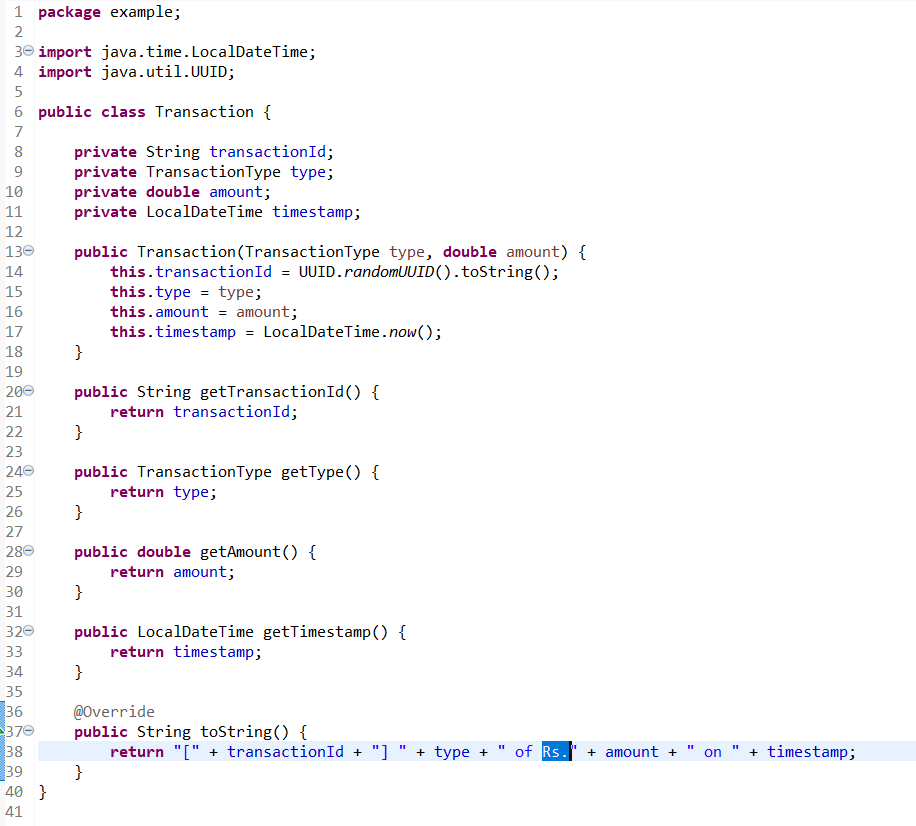 1 package example;
2
3 import java.time.LocalDateTime;
4 import java.util.UUID;
5
6 public class Transaction {
7
8     private String transactionId;
9     private TransactionType type;
10     private double amount;
11     private LocalDateTime timestamp;
12
13     public Transaction(TransactionType type, double amount) {
14         this.transactionId = UUID.randomUUID().toString();
15         this.type = type;
16         this.amount = amount;
17         this.timestamp = LocalDateTime.now();
18     }
19
20     public String getTransactionId() {
21         return transactionId;
22     }
23
24     public TransactionType getType() {
25         return type;
26     }
27
28     public double getAmount() {
29         return amount;
30     }
31
32     public LocalDateTime getTimestamp() {
33         return timestamp;
34     }
35
36     @Override
37     public String toString() {
38         return "[" + transactionId + "] " + type + " of Rs." + amount + " on " + timestamp;
39     }
40 }
41